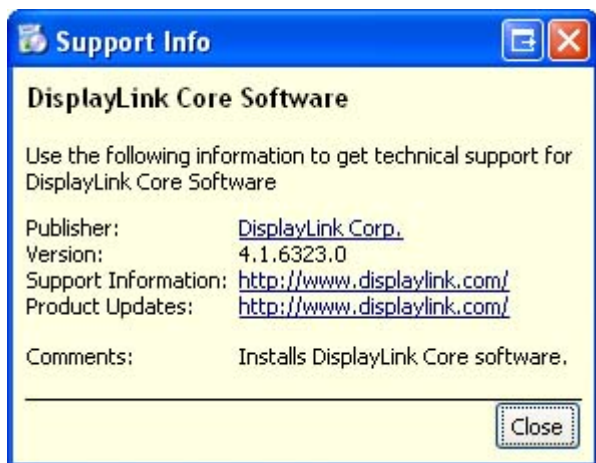 Support Info
DisplayLink Core Software
Use the following information to get technical support for
DisplayLink Core Software
Publisher: DisplayLink Corp.
Version: 4.1.6323.0
Support Information: http://www.displaylink.com/
Product Updates: http://www.displaylink.com/
Comments: Installs DisplayLink Core software.
Close